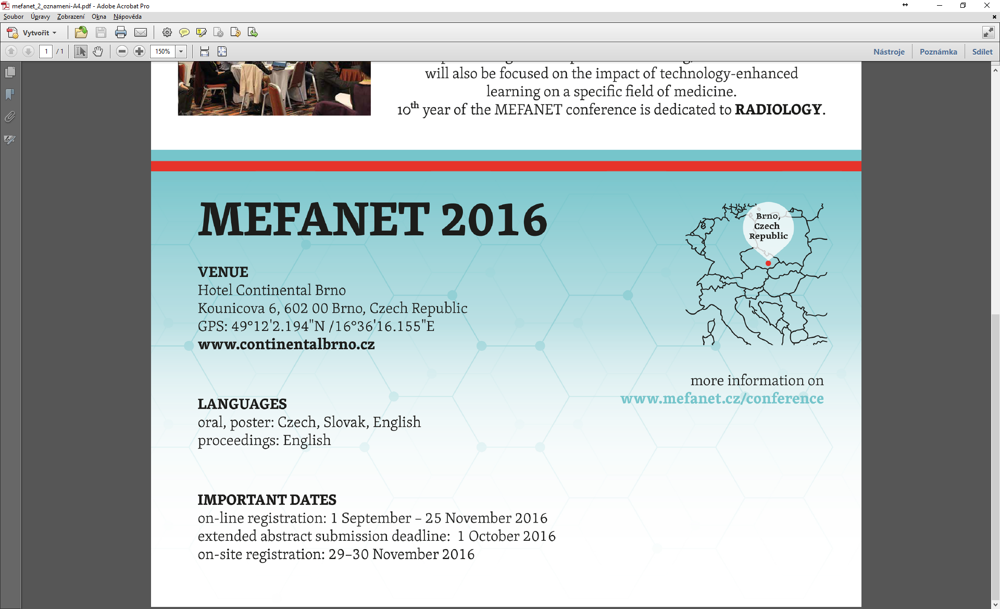 mefanet_2_oznameni-A4.pdf - Adobe Acrobat Pro
Soubor Úpravy Zobrazení Okna Nápověda
Vytvořit
1 / 1 150% Nástroje Poznámka Sdílet
will also be focused on the impact of technology-enhanced
learning on a specific field of medicine.
10th year of the MEFANET conference is dedicated to RADIOLOGY.
MEFANET 2016
Brno,
Czech
Republic
VENUE
Hotel Continental Brno
Kounicova 6, 602 00 Brno, Czech Republic
GPS: 49°12'2.194"N /16°36'16.155"E
www.continentalbrno.cz
more information on
www.mefanet.cz/conference
LANGUAGES
oral, poster: Czech, Slovak, English
proceedings: English
IMPORTANT DATES
on-line registration: 1 September – 25 November 2016
extended abstract submission deadline: 1 October 2016
on-site registration: 29–30 November 2016